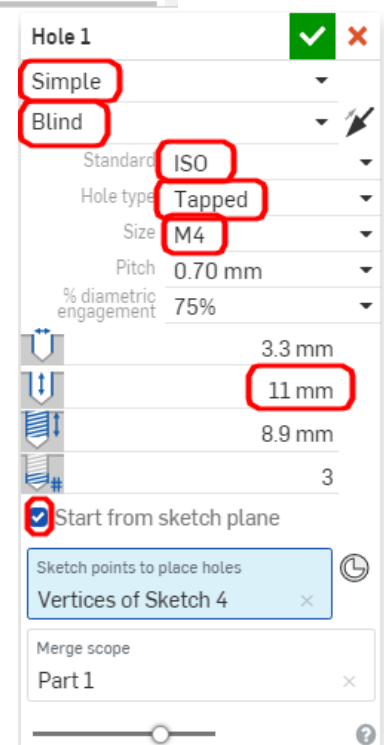 Hole 1
Simple
Blind
Standard ISO
Hole type Tapped
Size M4
Pitch 0.70 mm
% diametric
engagement 75%
3.3 mm
11 mm
8.9 mm
# 3
Start from sketch plane
Sketch points to place holes
Vertices of Sketch 4
Merge scope
Part 1
?